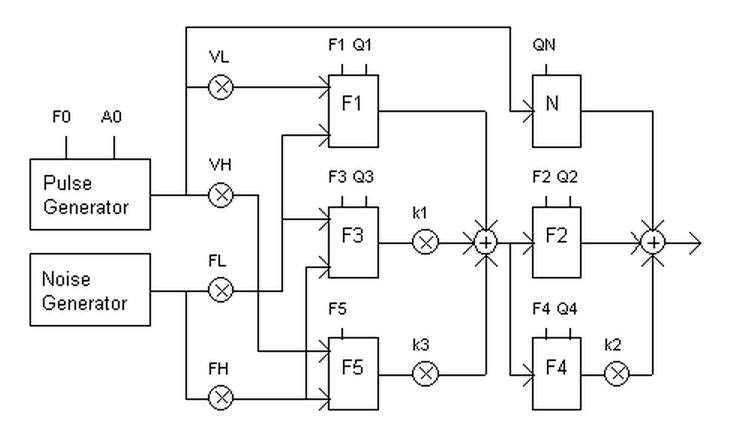 F1 Q1
QN
VL
F1
N
F0
A0
Pulse
Generator
VH
F3 Q3
k1
F2 Q2
F3
+
F2
+
Noise
Generator
FL
F5
k3
F4 Q4
k2
FH
F5
F4